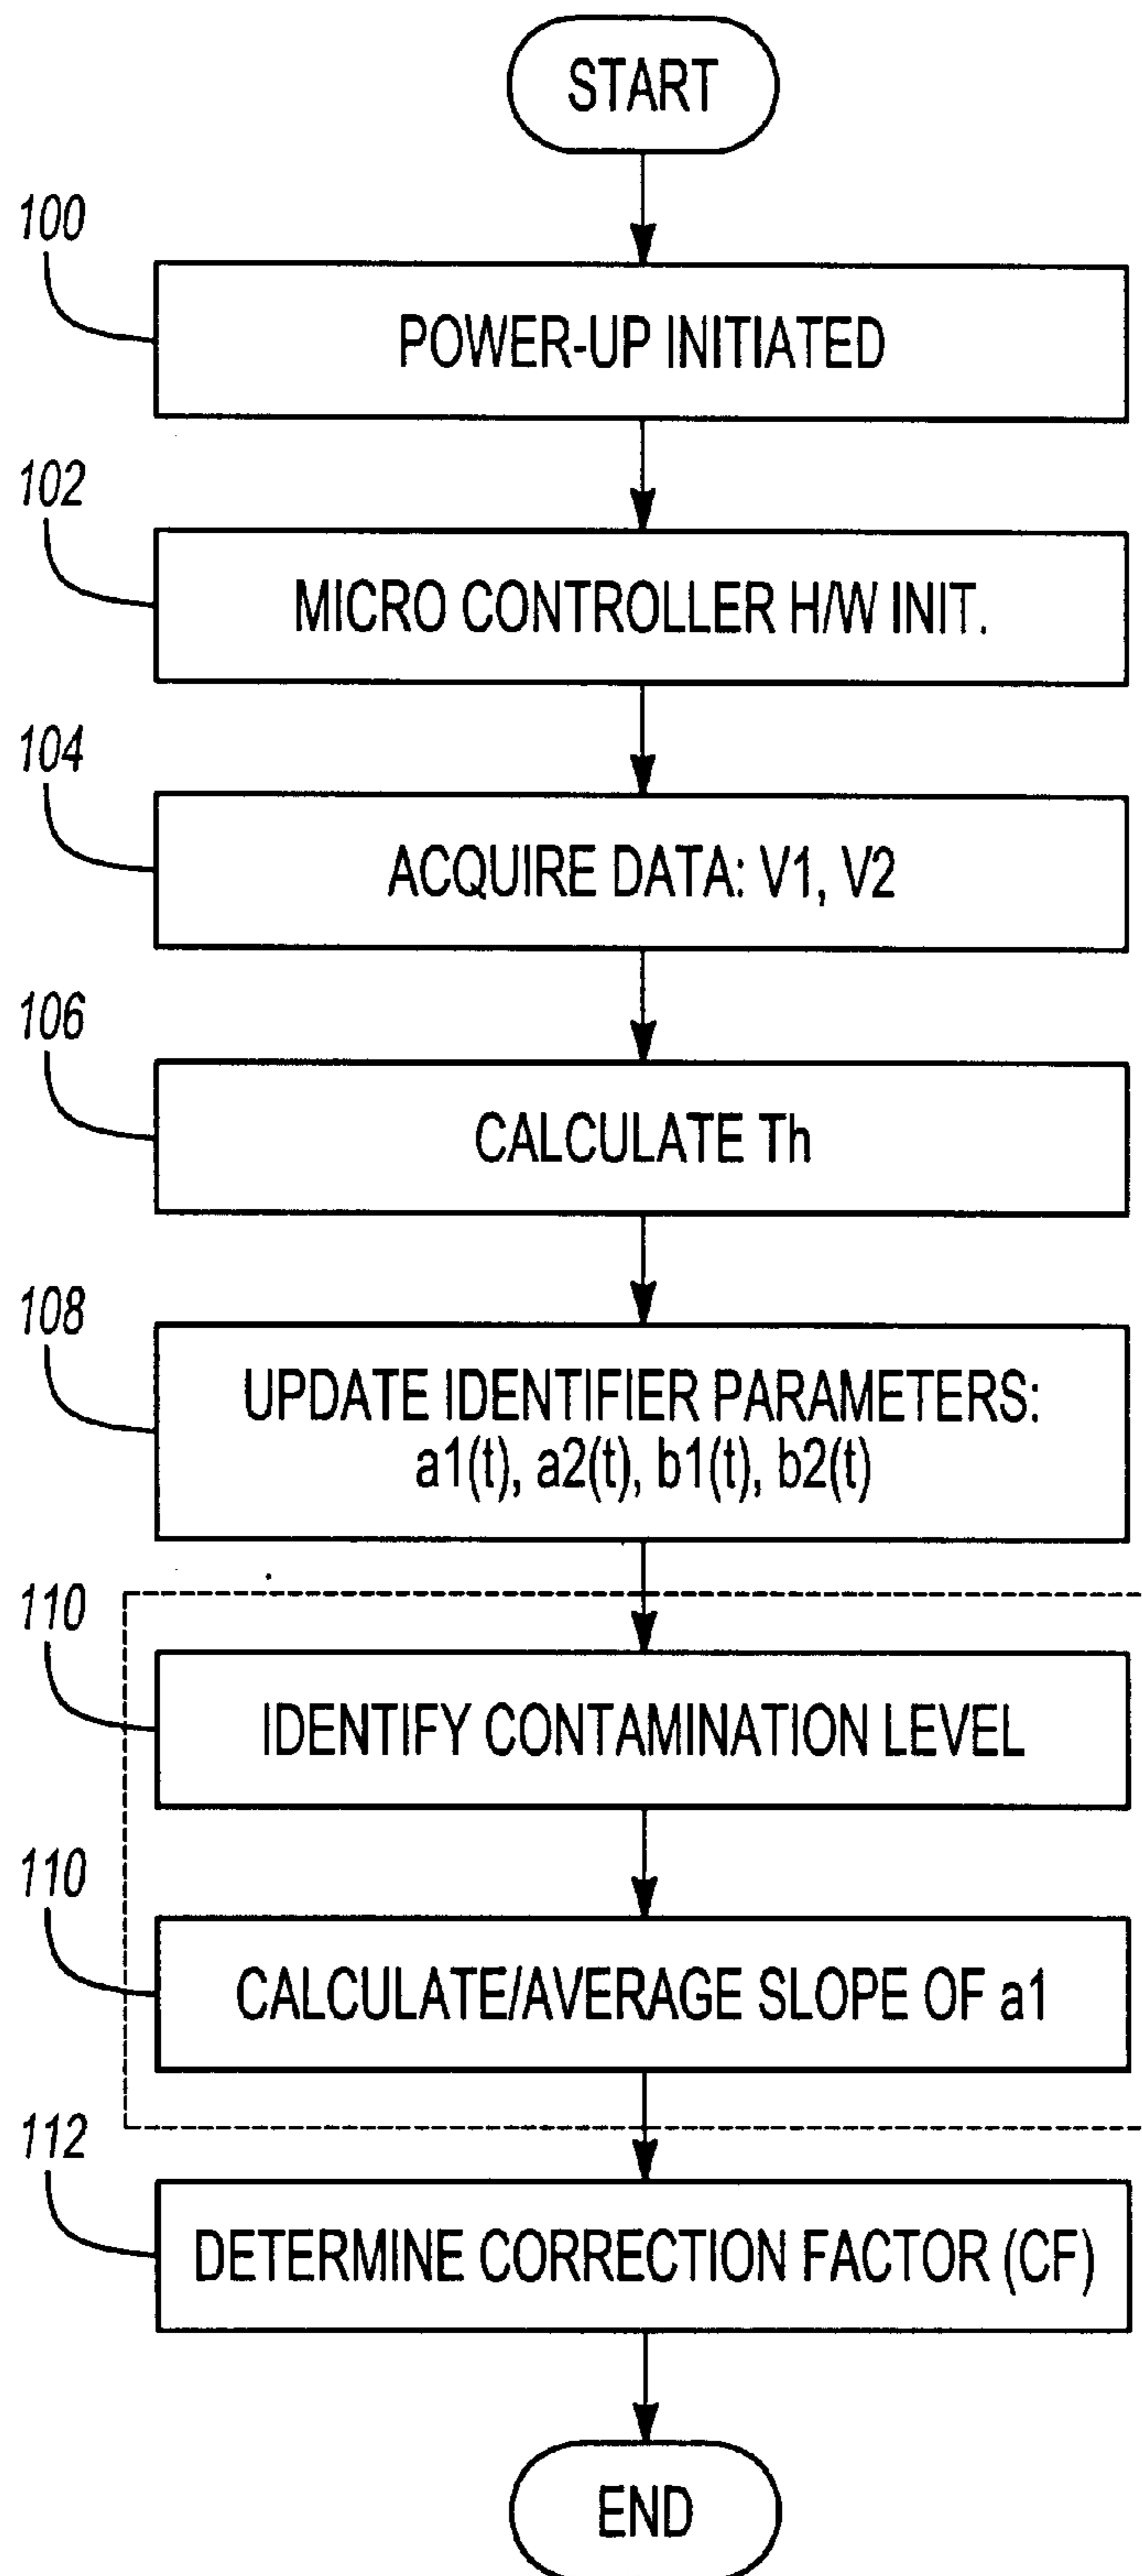 START
100
POWER-UP INITIATED
102
MICRO CONTROLLER H/W INIT.
104
ACQUIRE DATA: V1, V2
106
CALCULATE Th
108
UPDATE IDENTIFIER PARAMETERS:
a1(t), a2(t), b1(t), b2(t)
110
IDENTIFY CONTAMINATION LEVEL
110
CALCULATE/AVERAGE SLOPE OF a1
112
DETERMINE CORRECTION FACTOR (CF)
END